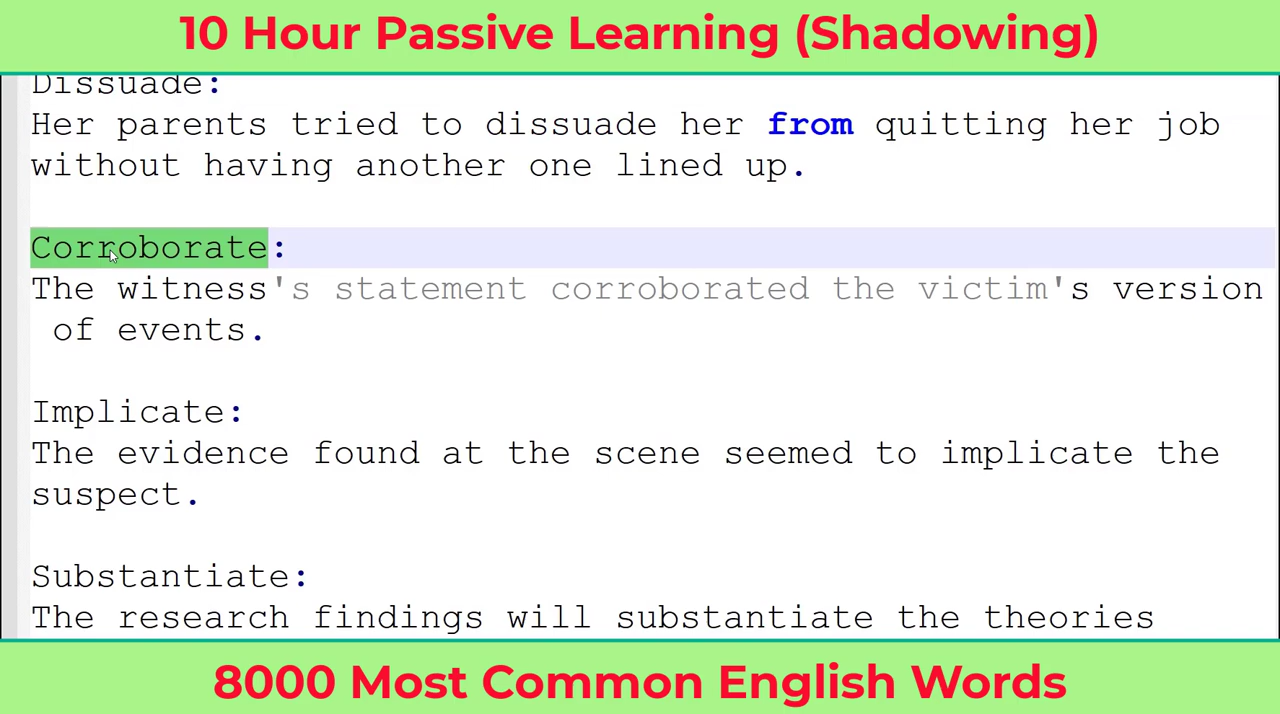 10 Hour Passive Learning (Shadowing)
Dissuade:
Her parents tried to dissuade her from quitting her job
without having another one lined up.
Corroborate:
The witness's statement corroborated the victim's version
of events.
Implicate:
The evidence found at the scene seemed to implicate the
suspect.
Substantiate:
The research findings will substantiate the theories
8000 Most Common English Words